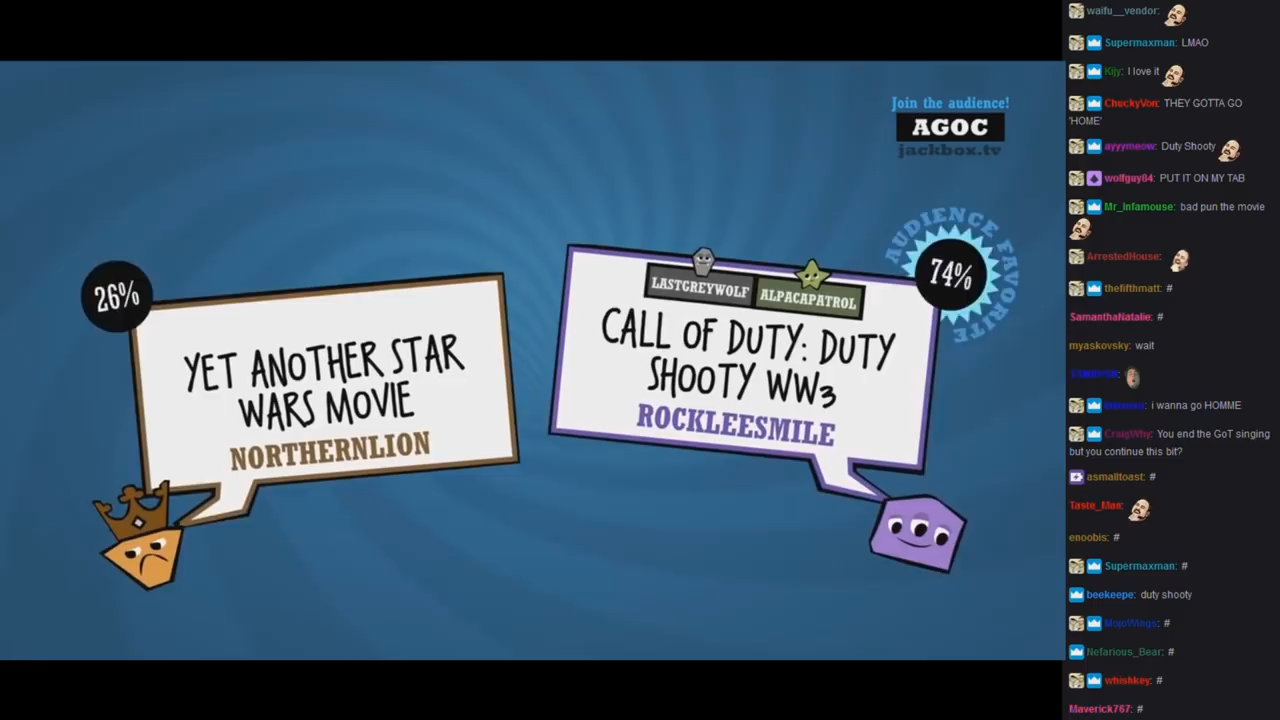 Join the audience!
AGOC
jackbox.tv
AUDIENCE FAVORITE
26%
YET ANOTHER STAR
WARS MOVIE
NORTHERNLION
74%
LASTGREYWOLF ALPACAPATROL
CALL OF DUTY: DUTY
SHOOTY WW3
ROCKLEESMILE
waifu__vendor:
Supermaxman: LMAO
Kijy: I love it
ChuckyVon: THEY GOTTA GO
'HOME'
ayyymeow: Duty Shooty
wolfguy84: PUT IT ON MY TAB
Mr_Infamouse: bad pun the movie
ArrestedHouse:
thefifthmatt: #
SamanthaNatalie: #
myaskovsky: wait
i wanna go HOMME
CraigWhy: You end the GoT singing
but you continue this bit?
asmalltoast: #
Taste_Man:
enoobis: #
Supermaxman: #
beekeepe: duty shooty
MojoWings: #
Nefarious_Bear: #
whishkey: #
Maverick767: #